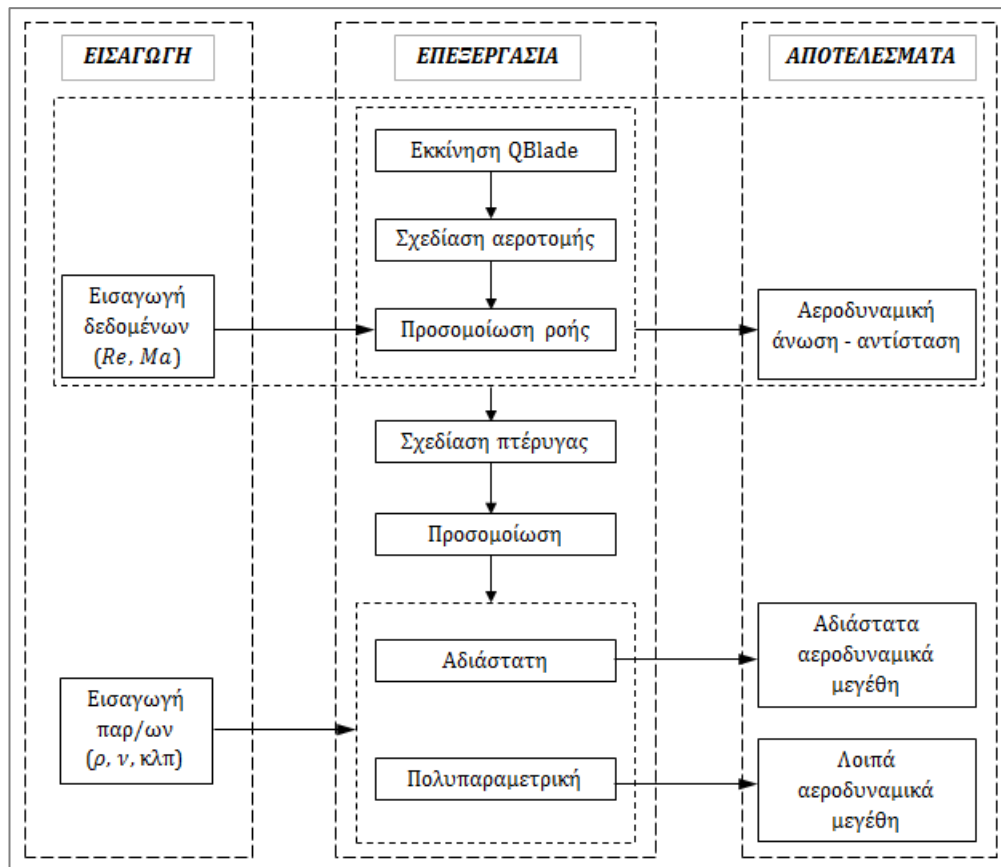 ΕΙΣΑΓΩΓΗ
ΕΠΕΞΕΡΓΑΣΙΑ
ΑΠΟΤΕΛΕΣΜΑΤΑ
Εκκίνηση QBlade
Σχεδίαση αεροτομής
Εισαγωγή
δεδομένων
(Re, Ma)
Προσομοίωση ροής
Αεροδυναμική
άνωση - αντίσταση
Σχεδίαση πτέρυγας
Προσομοίωση
Αδιάστατη
Αδιάστατα
αεροδυναμικά
μεγέθη
Εισαγωγή
παρ/ων
(ρ, ν, κλπ)
Πολυπαραμετρική
Λοιπά
αεροδυναμικά
μεγέθη